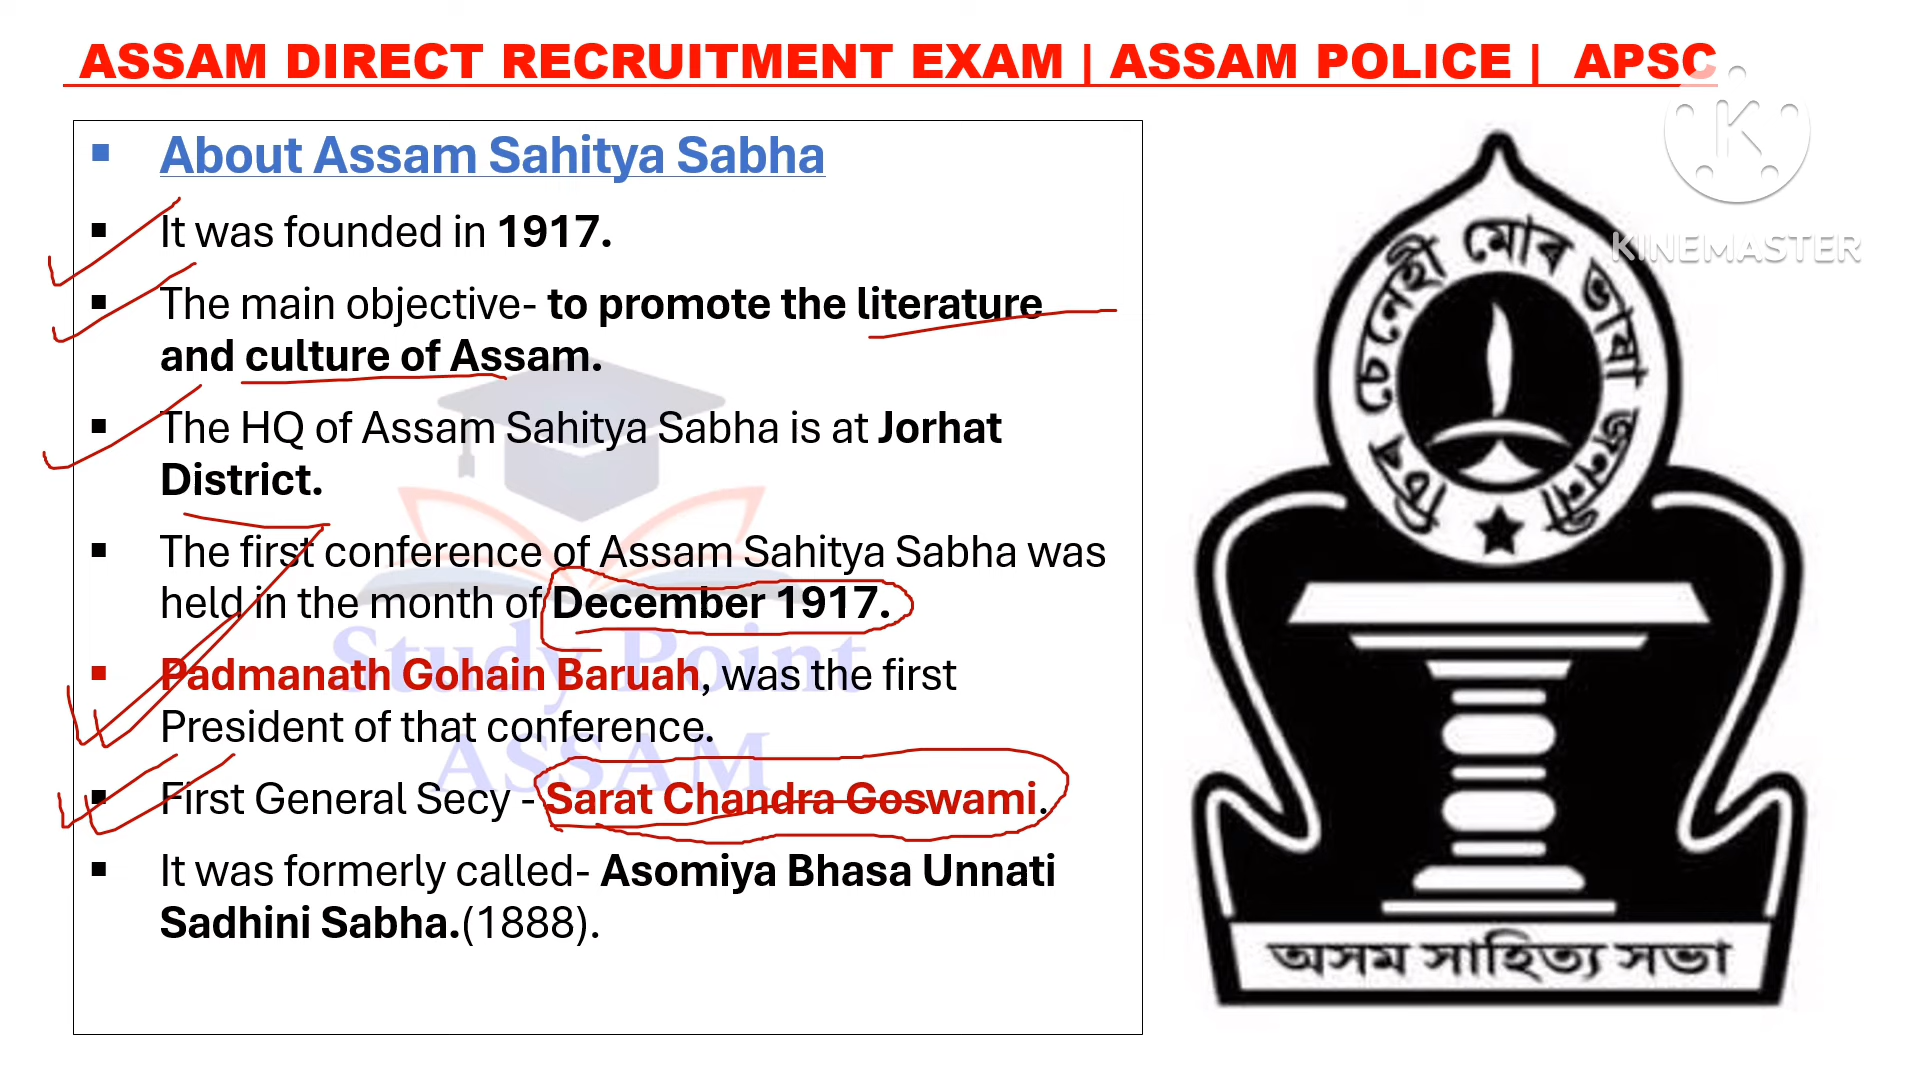 ASSAM DIRECT RECRUITMENT EXAM | ASSAM POLICE | APSC
KINEMASTER
About Assam Sahitya Sabha
It was founded in 1917.
The main objective- to promote the literature
and culture of Assam.
The HQ of Assam Sahitya Sabha is at Jorhat
District.
The first conference of Assam Sahitya Sabha was
held in the month of December 1917.
Padmanath Gohain Baruah, was the first
President of that conference.
First General Secy - Sarat Chandra Goswami.
It was formerly called- Asomiya Bhasa Unnati
Sadhini Sabha.(1888).
Study Point
ASSAM
চিৰ চেনেহী মোৰ ভাষা জননী
অসম সাহিত্য সভা